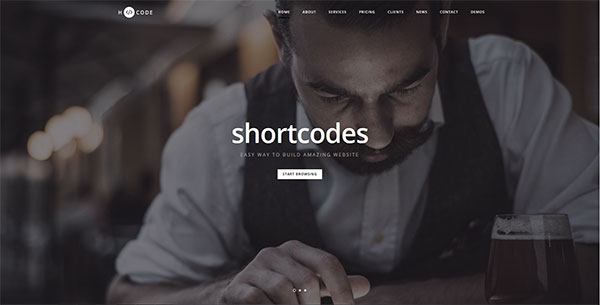 H </> CODE
HOME ABOUT SERVICES PRICING CLIENTS NEWS CONTACT DEMOS
shortcodes
EASY WAY TO BUILD AMAZING WEBSITE
START BROWSING